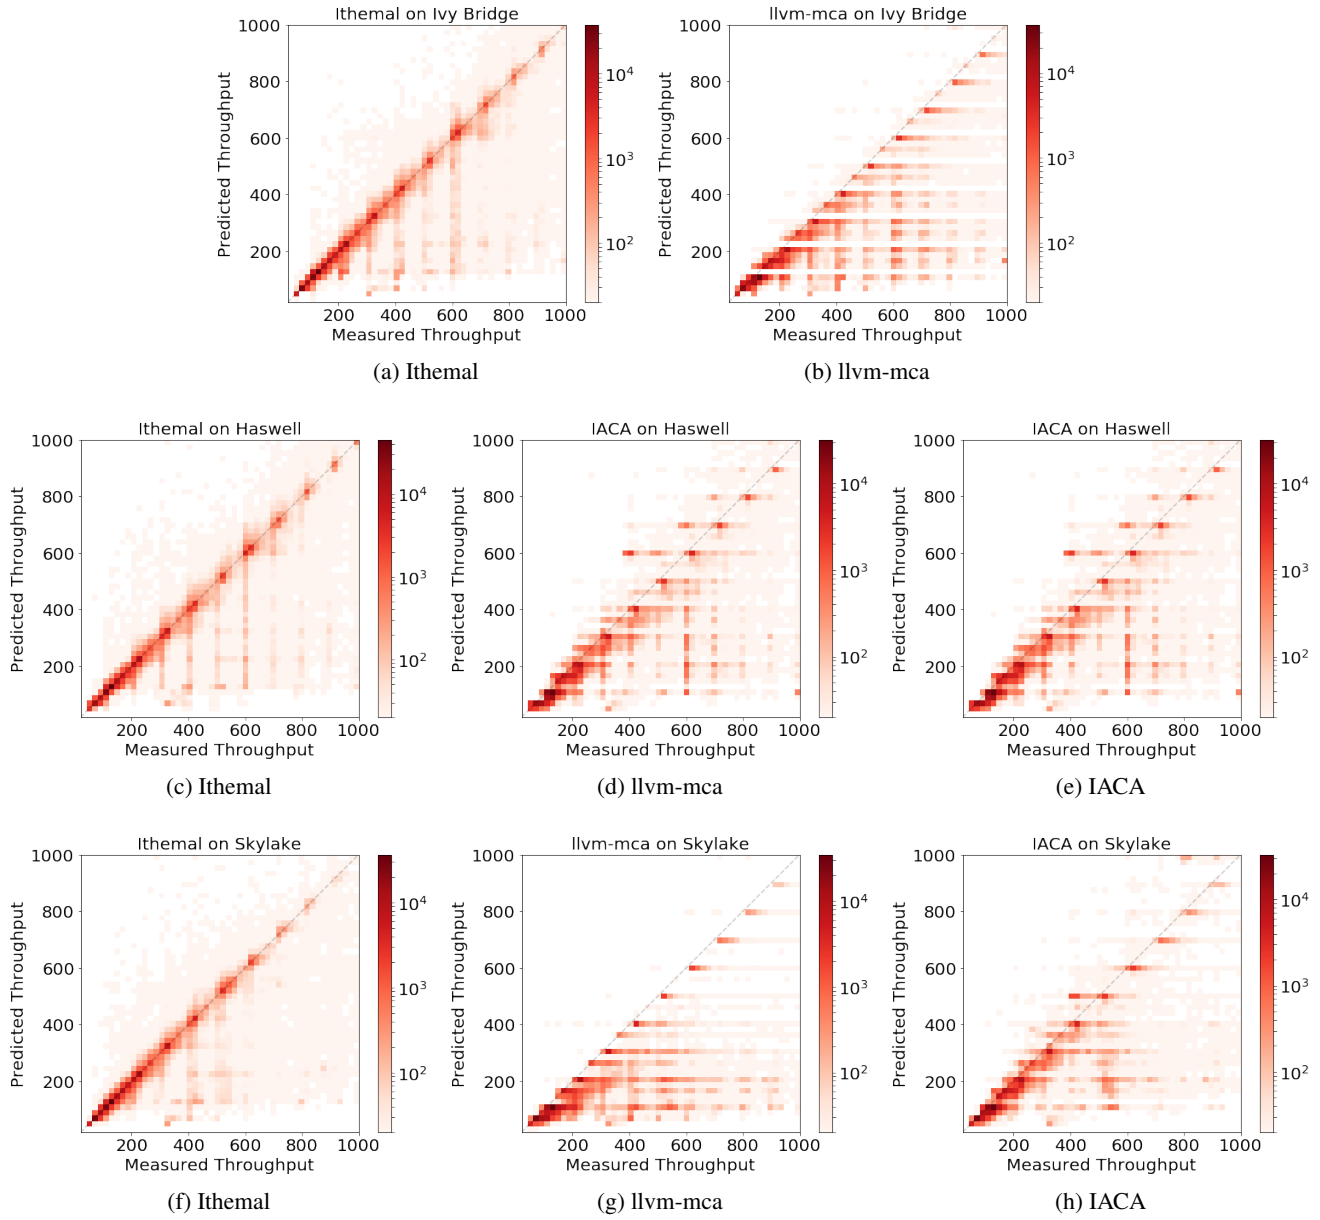 Ithemal on Ivy Bridge
1000
800
600
400
200
200 400 600 800 1000
Predicted Throughput
Measured Throughput
10^4
10^3
10^2
(a) Ithemal
llvm-mca on Ivy Bridge
1000
800
600
400
200
200 400 600 800 1000
Predicted Throughput
Measured Throughput
10^4
10^3
10^2
(b) llvm-mca
Ithemal on Haswell
1000
800
600
400
200
200 400 600 800 1000
Predicted Throughput
Measured Throughput
10^4
10^3
10^2
(c) Ithemal
IACA on Haswell
1000
800
600
400
200
200 400 600 800 1000
Predicted Throughput
Measured Throughput
10^4
10^3
10^2
(d) llvm-mca
IACA on Haswell
1000
800
600
400
200
200 400 600 800 1000
Predicted Throughput
Measured Throughput
10^4
10^3
10^2
(e) IACA
Ithemal on Skylake
1000
800
600
400
200
200 400 600 800 1000
Predicted Throughput
Measured Throughput
10^4
10^3
10^2
(f) Ithemal
llvm-mca on Skylake
1000
800
600
400
200
200 400 600 800 1000
Predicted Throughput
Measured Throughput
10^4
10^3
10^2
(g) llvm-mca
IACA on Skylake
1000
800
600
400
200
200 400 600 800 1000
Predicted Throughput
Measured Throughput
10^4
10^3
10^2
(h) IACA